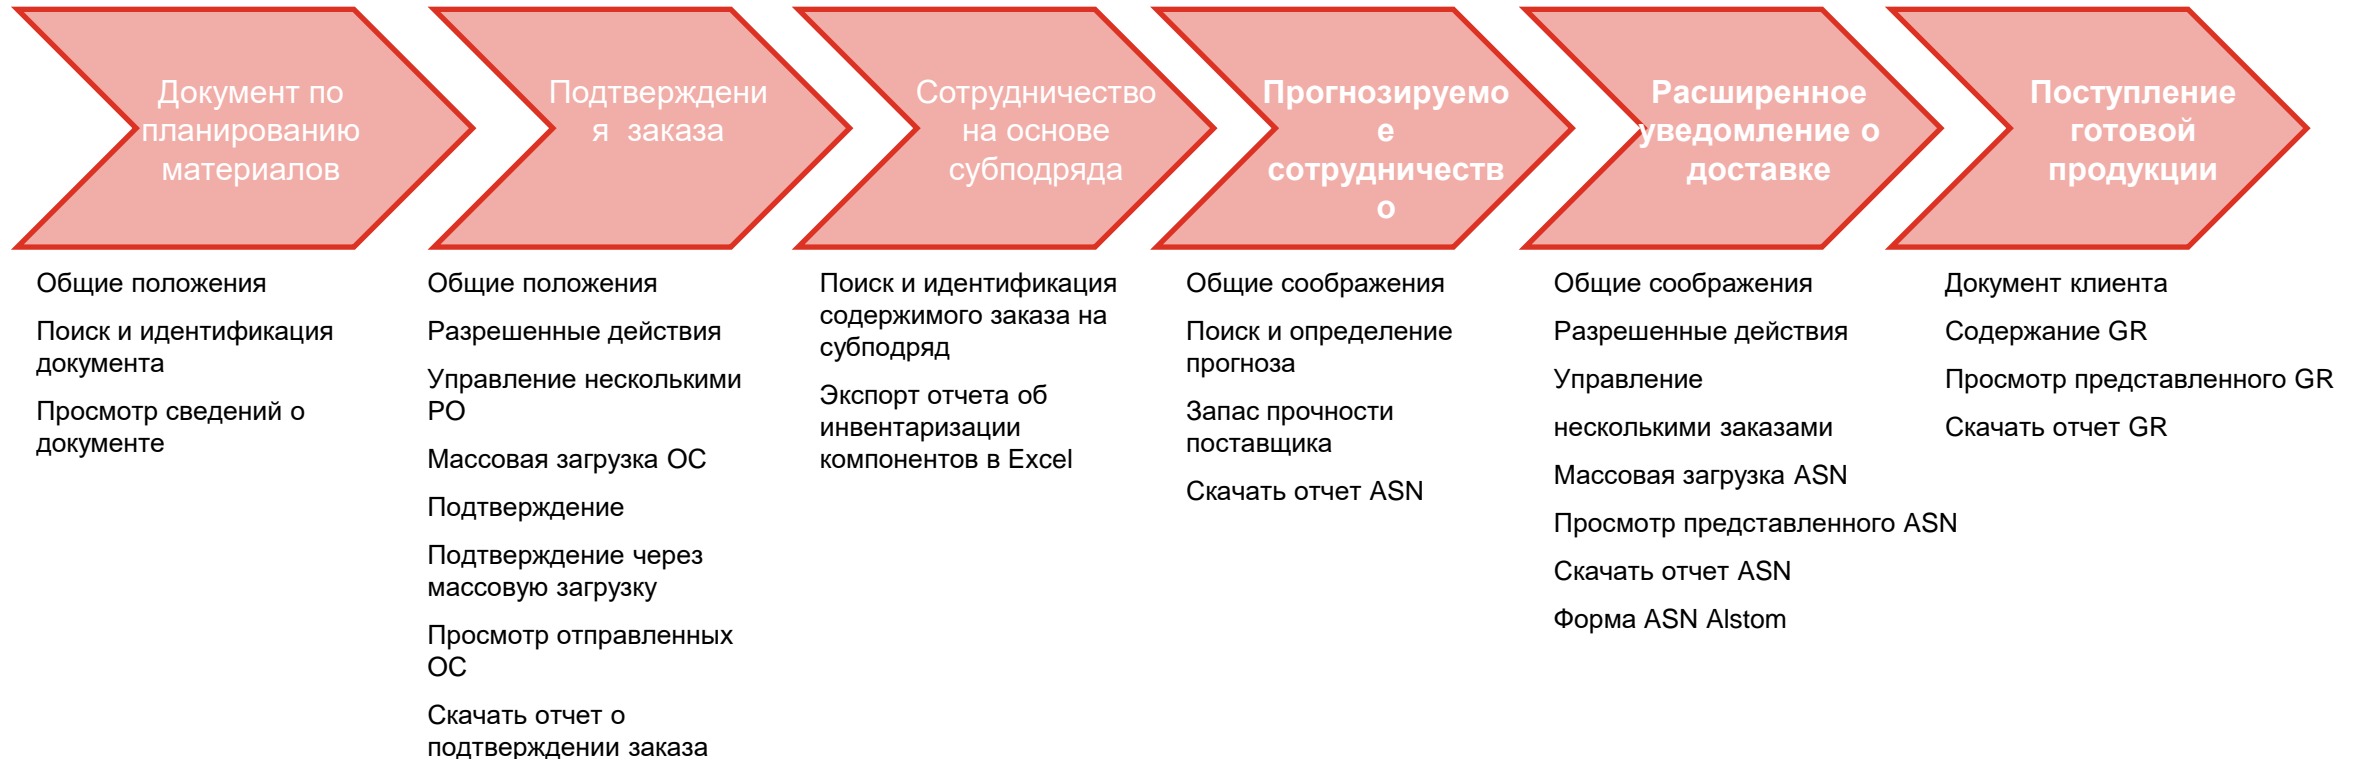 Документ по
планированию
материалов
Подтверждени
я заказа
Сотрудничество
на основе
субподряда
Прогнозируемо
е
сотрудничеств
о
Расширенное
уведомление о
доставке
Поступление
готовой
продукции
Общие положения
Поиск и идентификация
документа
Просмотр сведений о
документе
Общие положения
Разрешенные действия
Управление несколькими
PO
Массовая загрузка OC
Подтверждение
Подтверждение через
массовую загрузку
Просмотр отправленных
OC
Скачать отчет о
подтверждении заказа
Поиск и идентификация
содержимого заказа на
субподряд
Экспорт отчета об
инвентаризации
компонентов в Excel
Общие соображения
Поиск и определение
прогноза
Запас прочности
поставщика
Скачать отчет ASN
Общие соображения
Разрешенные действия
Управление
несколькими заказами
Массовая загрузка ASN
Просмотр представленного ASN
Скачать отчет ASN
Форма ASN Alstom
Документ клиента
Содержание GR
Просмотр представленного GR
Скачать отчет GR